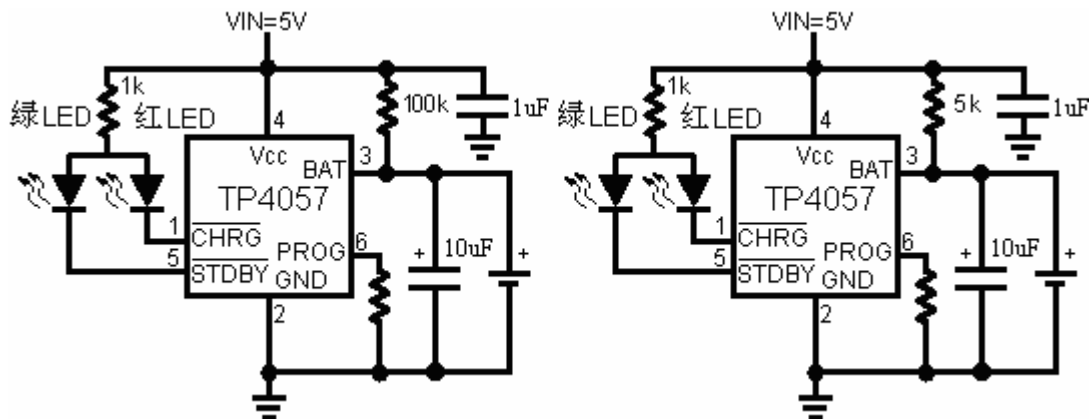 VIN=5V
1k
绿LED
红LED
100k
1uF
4
Vcc
BAT
3
TP4057
1
CHRG
5
STDBY
PROG
6
GND
2
+
10uF
+
VIN=5V
1k
绿LED
红LED
5k
1uF
4
Vcc
BAT
3
TP4057
1
CHRG
5
STDBY
PROG
6
GND
2
+
10uF
+